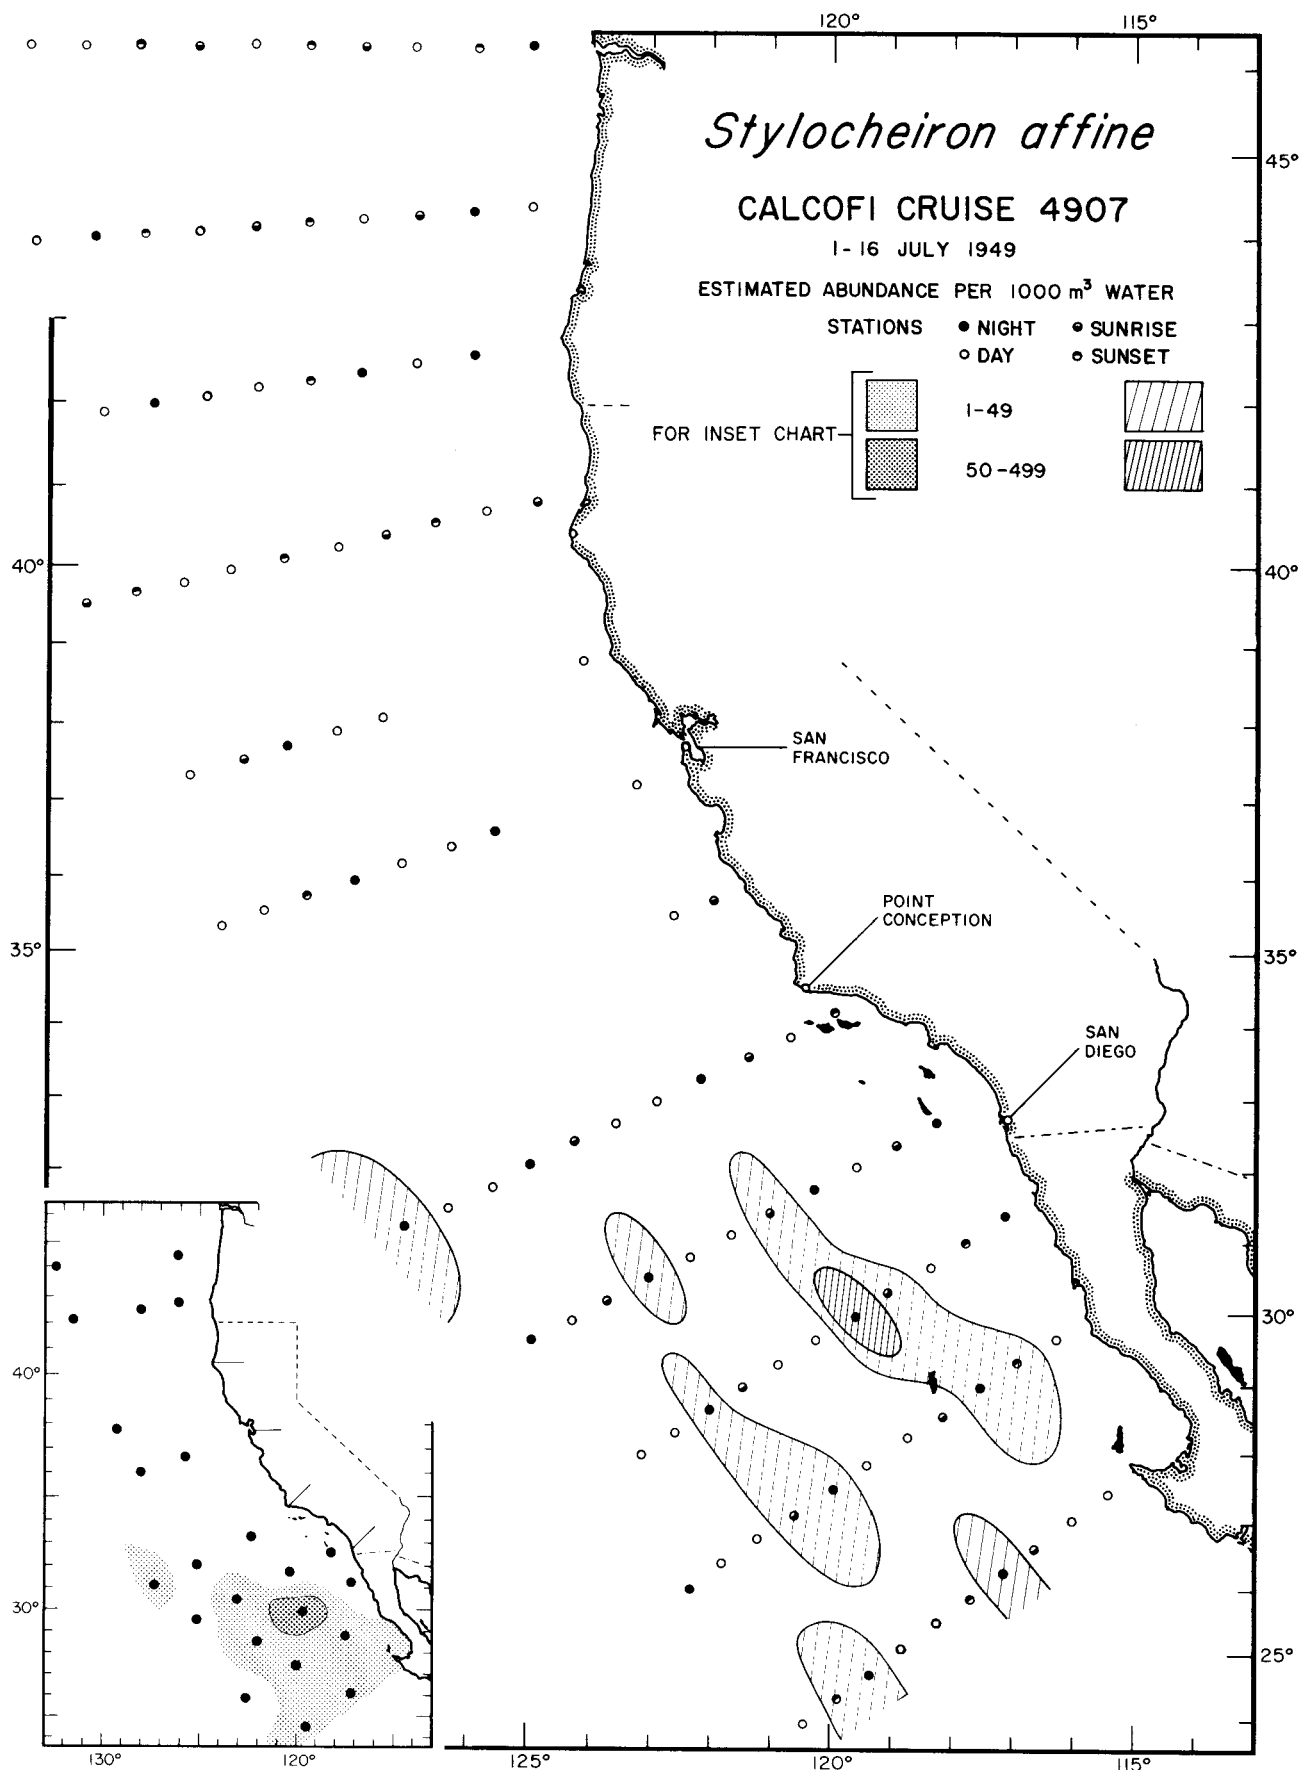 120° 115°
Stylocheiron affine
45°
CALCOFI CRUISE 4907
1-16 JULY 1949
ESTIMATED ABUNDANCE PER 1000 m³ WATER
STATIONS NIGHT SUNRISE
DAY SUNSET
1-49
FOR INSET CHART
50-499
40° 40°
SAN
FRANCISCO
POINT
CONCEPTION
35° 35°
SAN
DIEGO
30°
40°
30°
25°
130° 120° 125° 120° 115°